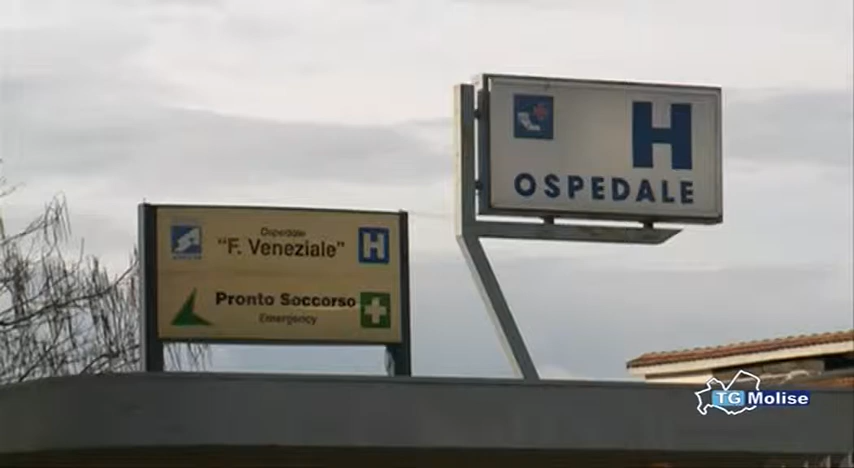 H
OSPEDALE
Ospedale
"F. Veneziale"
H
Pronto Soccorso
Emergency
TG Molise